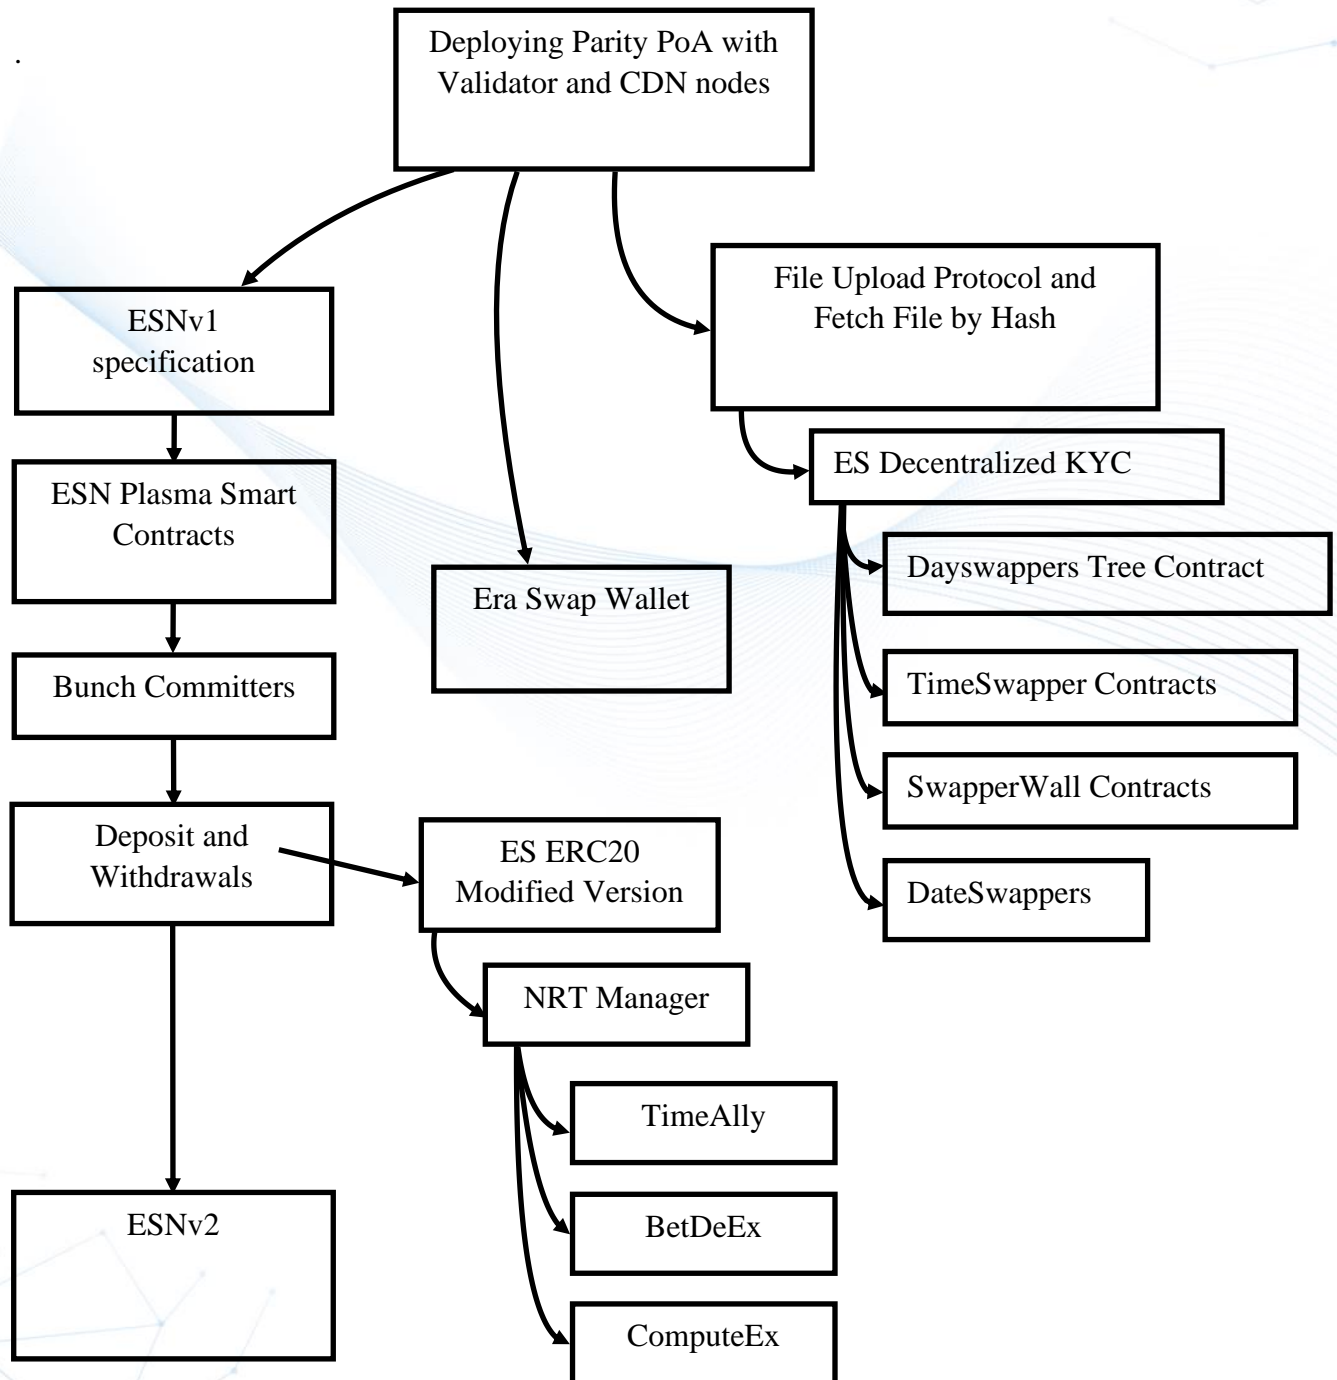 Deploying Parity PoA with
Validator and CDN nodes
.
File Upload Protocol and
Fetch File by Hash
ESNv1
specification
ES Decentralized KYC
ESN Plasma Smart
Contracts
Dayswappers Tree Contract
Era Swap Wallet
Bunch Committers
TimeSwapper Contracts
SwapperWall Contracts
Deposit and
Withdrawals
ES ERC20
Modified Version
DateSwappers
NRT Manager
TimeAlly
BetDeEx
ESNv2
ComputeEx